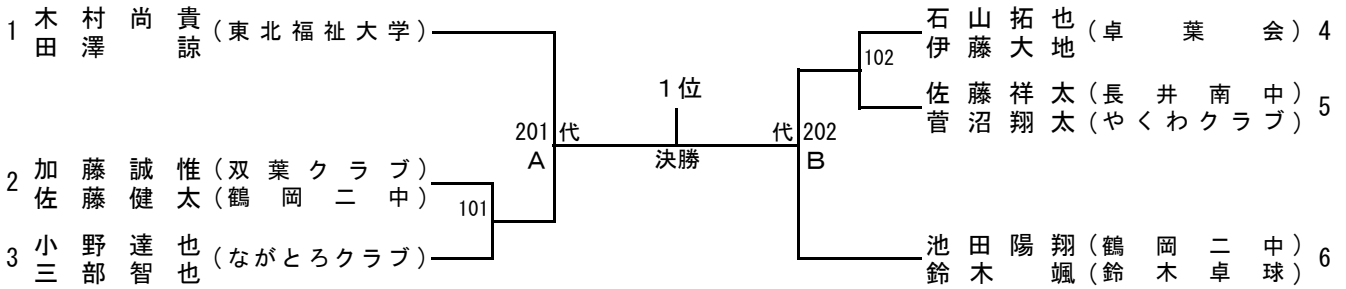 1 木村尚貴 (東北福祉大学)
田澤諒
2 加藤誠惟 (双葉クラブ)
佐藤健太 (鶴岡二中)
3 小野達也 (ながとろクラブ)
三部智也
101
201 代
A
1位
決勝
代 202
B
102
石山拓也 (卓葉会) 4
伊藤大地
佐藤祥太 (長井南中) 5
菅沼翔太 (やくわクラブ)
池田陽翔 (鶴岡二中) 6
鈴木颯 (鈴木卓球)